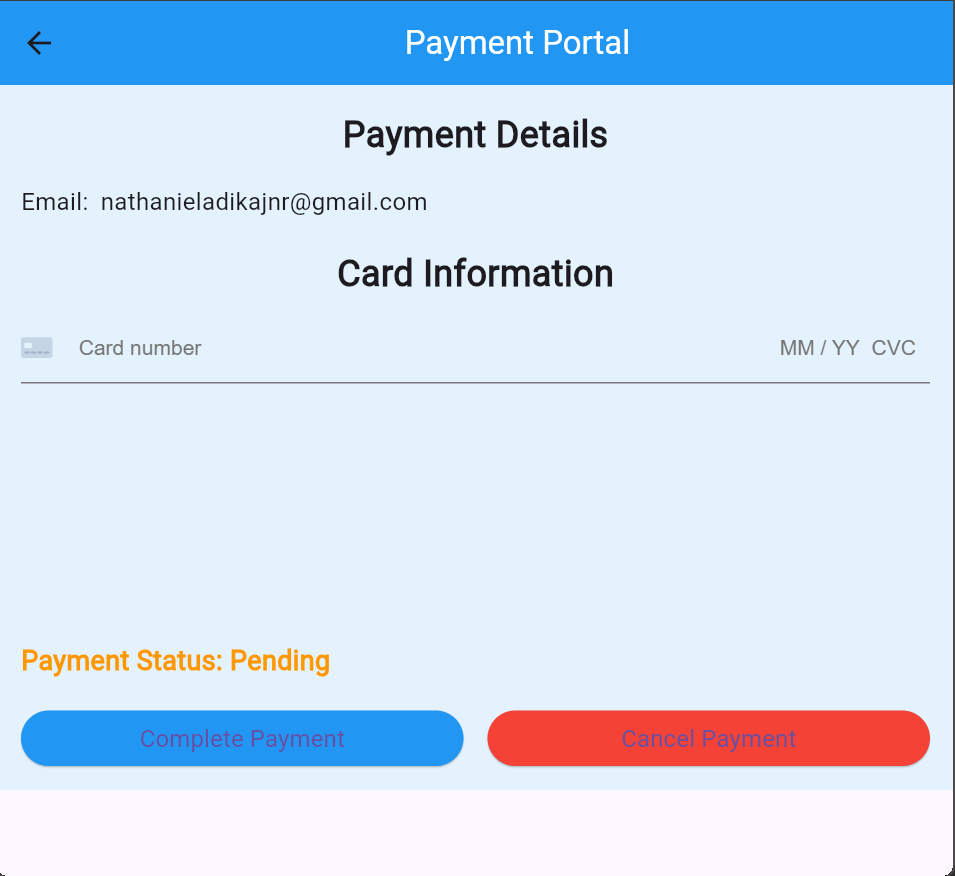 Payment Portal
Payment Details
Email: nathanieladikajnr@gmail.com
Card Information
Card number MM / YY CVC
Payment Status: Pending
Complete Payment Cancel Payment